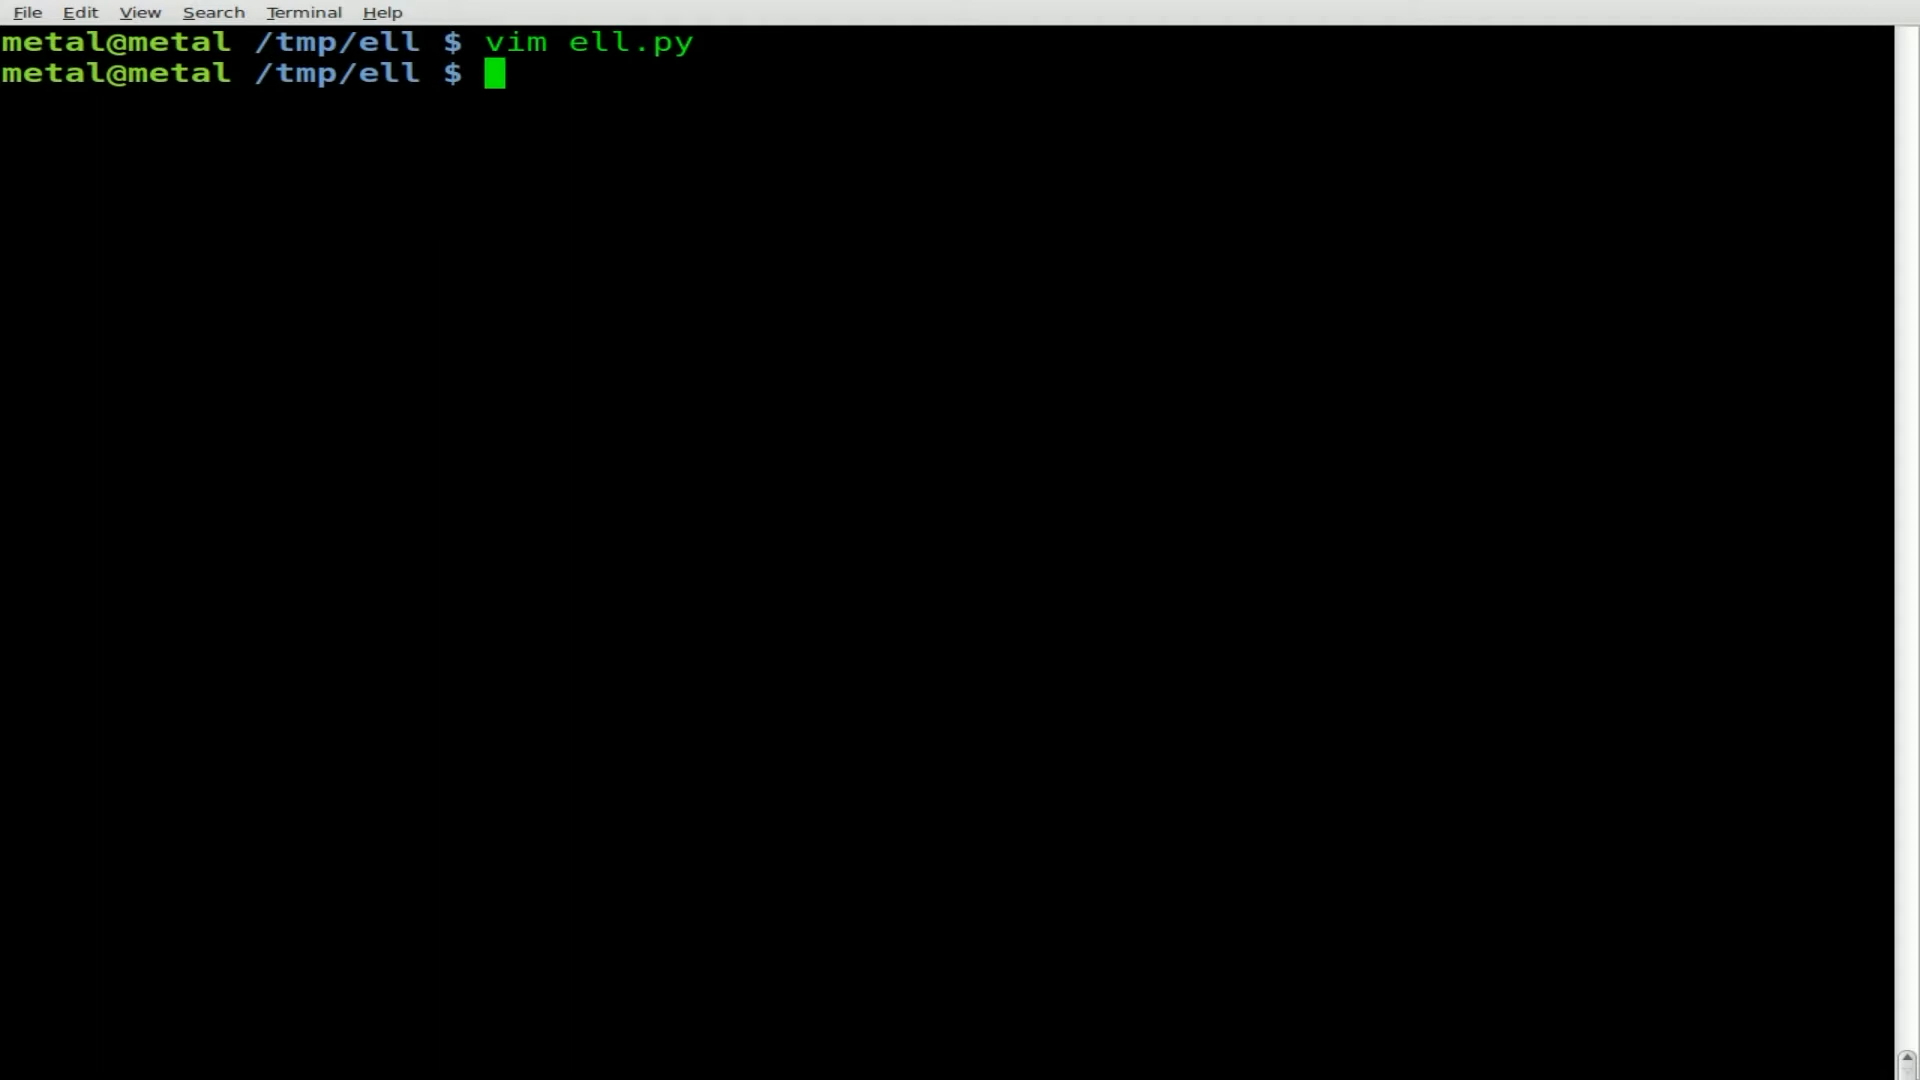 File Edit View Search Terminal Help
metal@metal /tmp/ell $ vim ell.py
metal@metal /tmp/ell $